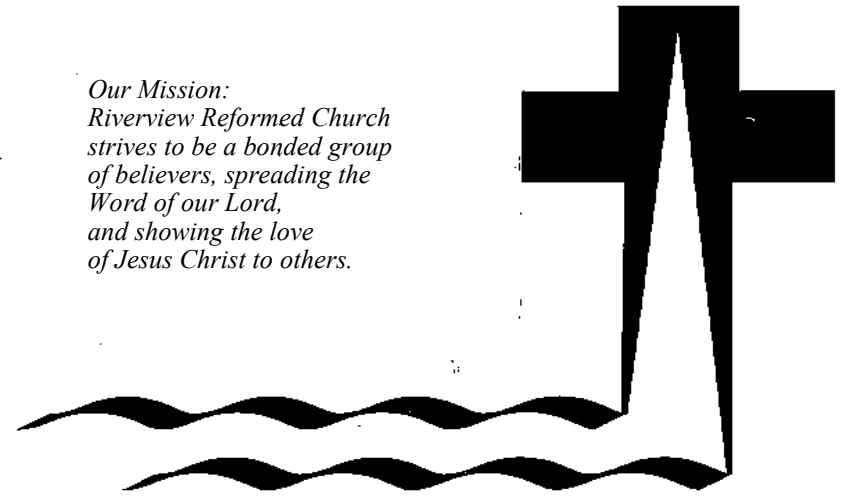 Our Mission:
Riverview Reformed Church
strives to be a bonded group
of believers, spreading the
Word of our Lord,
and showing the love
of Jesus Christ to others.